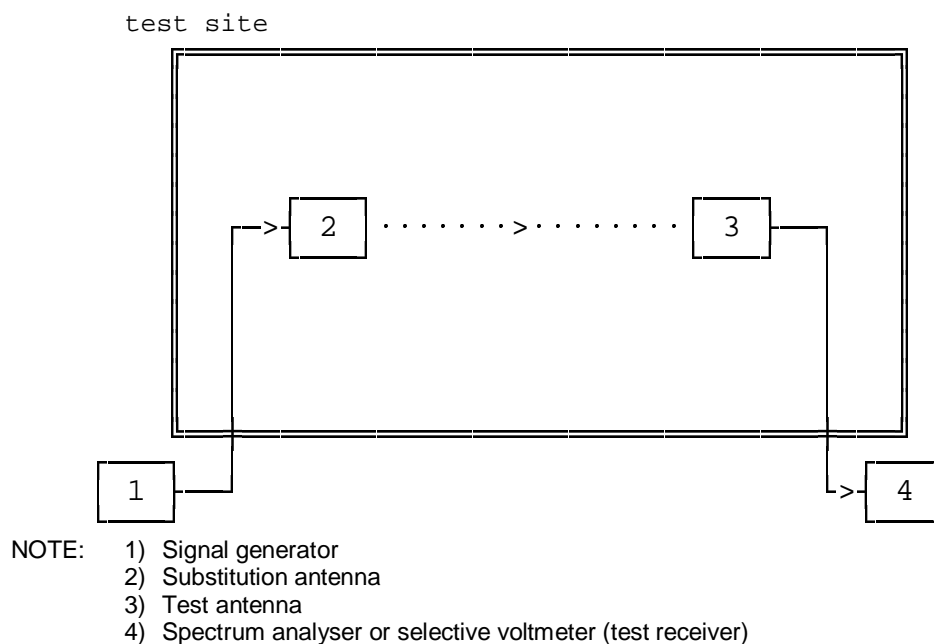 test site
2 3
1 4
NOTE: 1) Signal generator
2) Substitution antenna
3) Test antenna
4) Spectrum analyser or selective voltmeter (test receiver)